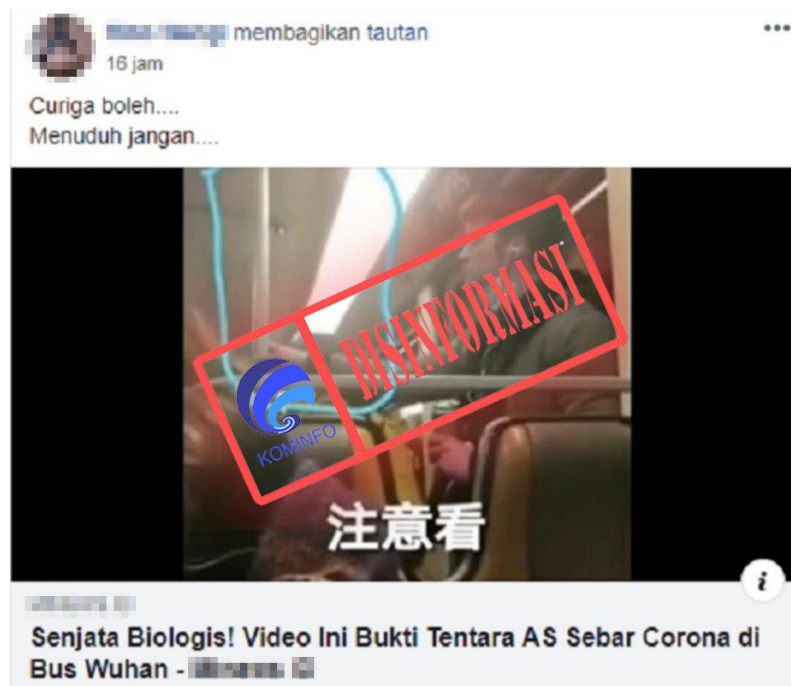 membagikan tautan
16 jam
Curiga boleh....
Menuduh jangan....
DISINFORMASI
KOMINFO
注意看
i
Senjata Biologis! Video Ini Bukti Tentara AS Sebar Corona di
Bus Wuhan -